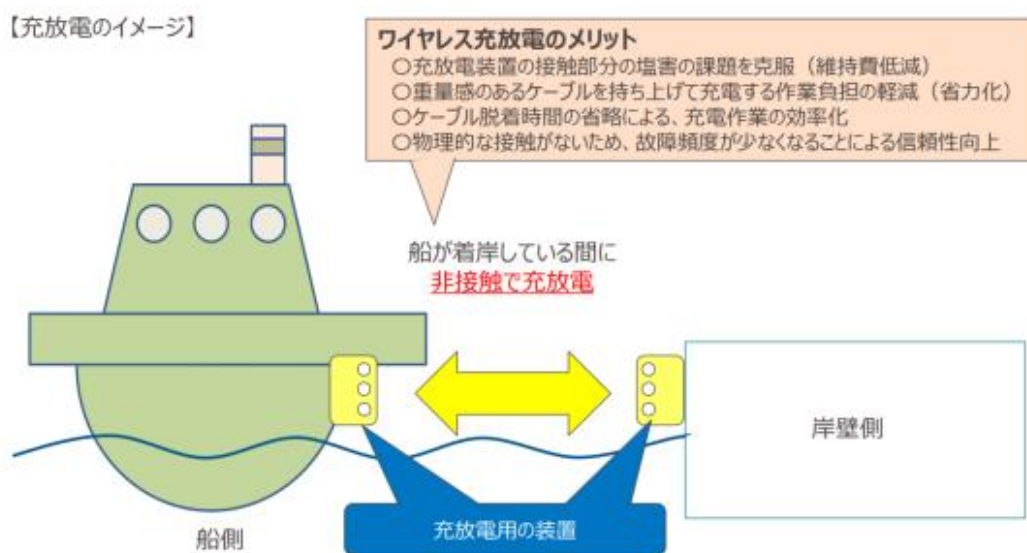 【充放電のイメージ】
ワイヤレス充放電のメリット
○充放電装置の接触部分の塩害の課題を克服（維持費低減）
○重量感のあるケーブルを持ち上げて充電する作業負担の軽減（省力化）
○ケーブル脱着時間の省略による、充電作業の効率化
○物理的な接触がないため、故障頻度が少なくなることによる信頼性向上
船が着岸している間に
非接触で充放電
岸壁側
充放電用の装置
船側